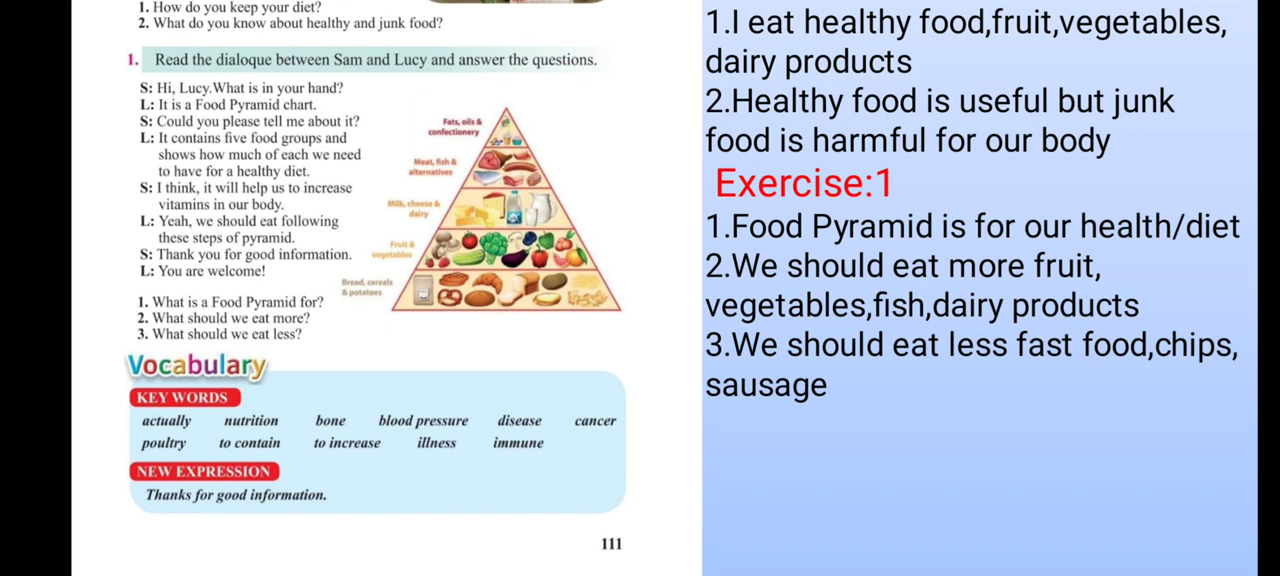 1. How do you keep your diet?
2. What do you know about healthy and junk food?
1. Read the dialoque between Sam and Lucy and answer the questions.
S: Hi, Lucy.What is in your hand?
L: It is a Food Pyramid chart.
S: Could you please tell me about it?
L: It contains five food groups and
shows how much of each we need
to have for a healthy diet.
S: I think, it will help us to increase
vitamins in our body.
L: Yeah, we should eat following
these steps of pyramid.
S: Thank you for good information.
L: You are welcome!
Fats, oils &
confectionery
Meat, fish &
alternatives
Milk, cheese &
dairy
Fruit &
vegetables
Bread, cereals
& potatoes
1. What is a Food Pyramid for?
2. What should we eat more?
3. What should we eat less?
Vocabulary
KEY WORDS
actually nutrition bone blood pressure disease cancer
poultry to contain to increase illness immune
NEW EXPRESSION
Thanks for good information.
111
1.I eat healthy food,fruit,vegetables,
dairy products
2.Healthy food is useful but junk
food is harmful for our body
Exercise:1
1.Food Pyramid is for our health/diet
2.We should eat more fruit,
vegetables,fish,dairy products
3.We should eat less fast food,chips,
sausage